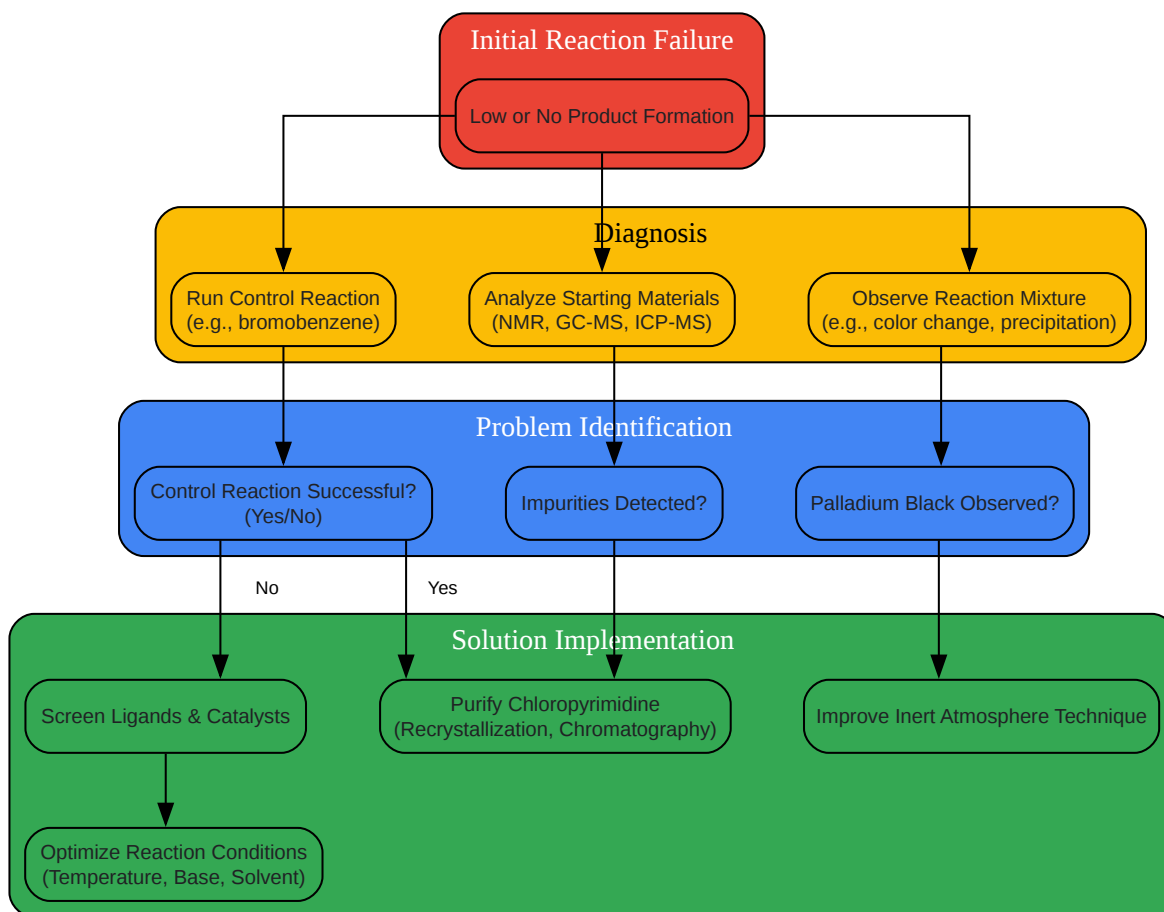 Initial Reaction Failure
Low or No Product Formation
Diagnosis
Run Control Reaction
(e.g., bromobenzene)
Analyze Starting Materials
(NMR, GC-MS, ICP-MS)
Observe Reaction Mixture
(e.g., color change, precipitation)
Problem Identification
Control Reaction Successful?
(Yes/No)
Impurities Detected?
Palladium Black Observed?
No
Yes
Solution Implementation
Screen Ligands & Catalysts
Purify Chloropyrimidine
(Recrystallization, Chromatography)
Improve Inert Atmosphere Technique
Optimize Reaction Conditions
(Temperature, Base, Solvent)